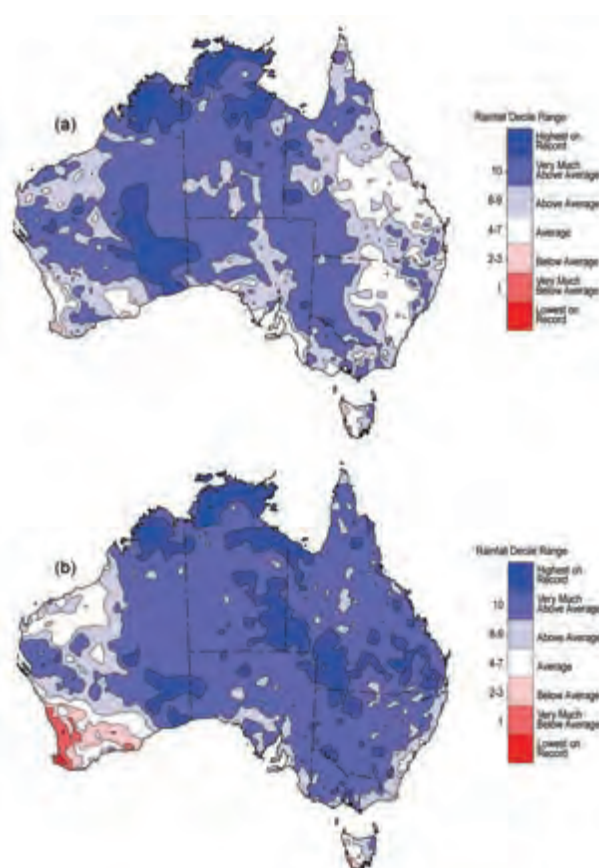 (a)
Rainfall Decile Range
Highest on
Record
10
Very Much
Above Average
8-9
Above Average
4-7
Average
2-3
Below Average
1
Very Much
Below Average
Lowest on
Record
(b)
Rainfall Decile Range
Highest on
Record
10
Very Much
Above Average
8-9
Above Average
4-7
Average
2-3
Below Average
1
Very Much
Below Average
Lowest on
Record